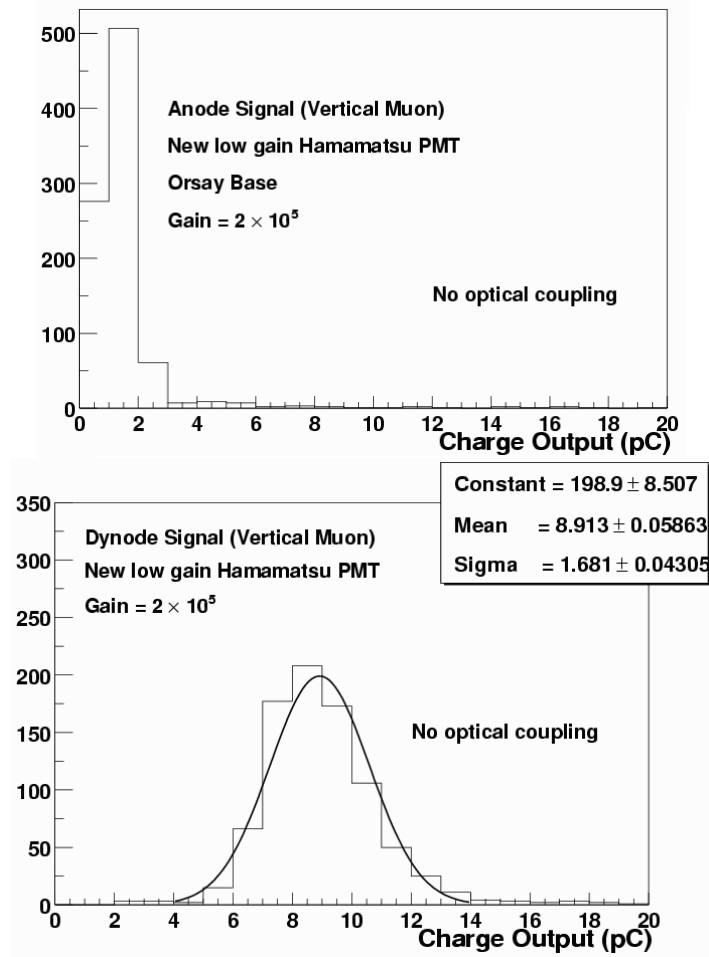 500
400
300
200
100
0
Anode Signal (Vertical Muon)
New low gain Hamamatsu PMT
Orsay Base
Gain = 2 × 10⁵
No optical coupling
0 2 4 6 8 10 12 14 16 18 20
Charge Output (pC)
Constant = 198.9 ± 8.507
Mean = 8.913 ± 0.05863
Sigma = 1.681 ± 0.04305
350
300
250
200
150
100
50
0
Dynode Signal (Vertical Muon)
New low gain Hamamatsu PMT
Gain = 2 × 10⁵
No optical coupling
0 2 4 6 8 10 12 14 16 18 20
Charge Output (pC)